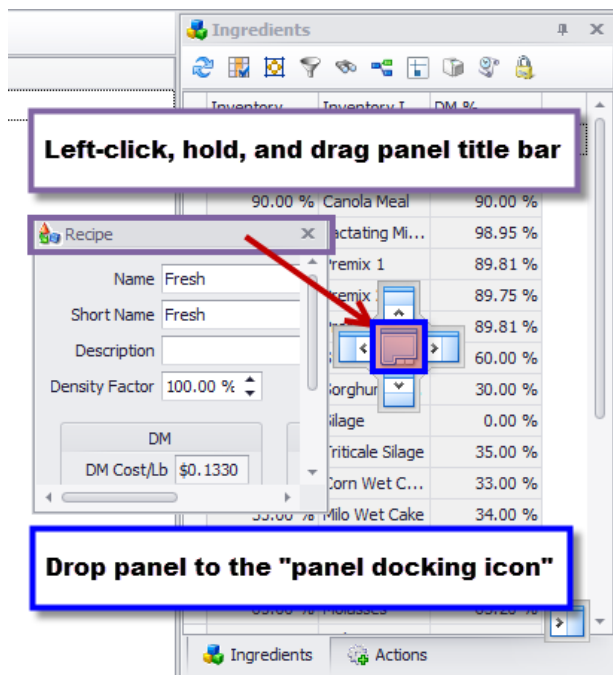 Ingredients
Left-click, hold, and drag panel title bar
90.00 % Canola Meal 90.00 %
98.95 %
89.81 %
89.75 %
89.81 %
60.00 %
30.00 %
0.00 %
35.00 %
33.00 %
Milo Wet Cake 34.00 %
Recipe
Name Fresh
Short Name Fresh
Description
Density Factor 100.00 %
DM
DM Cost/Lb $0.1330
Drop panel to the "panel docking icon"
Ingredients Actions